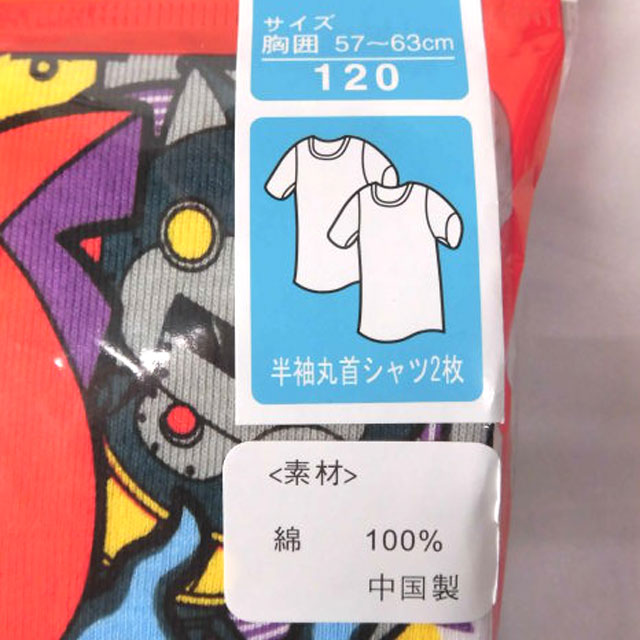 サイズ
胸囲 57～63cm
120
半袖丸首シャツ2枚
<素材>
綿 100%
中国製